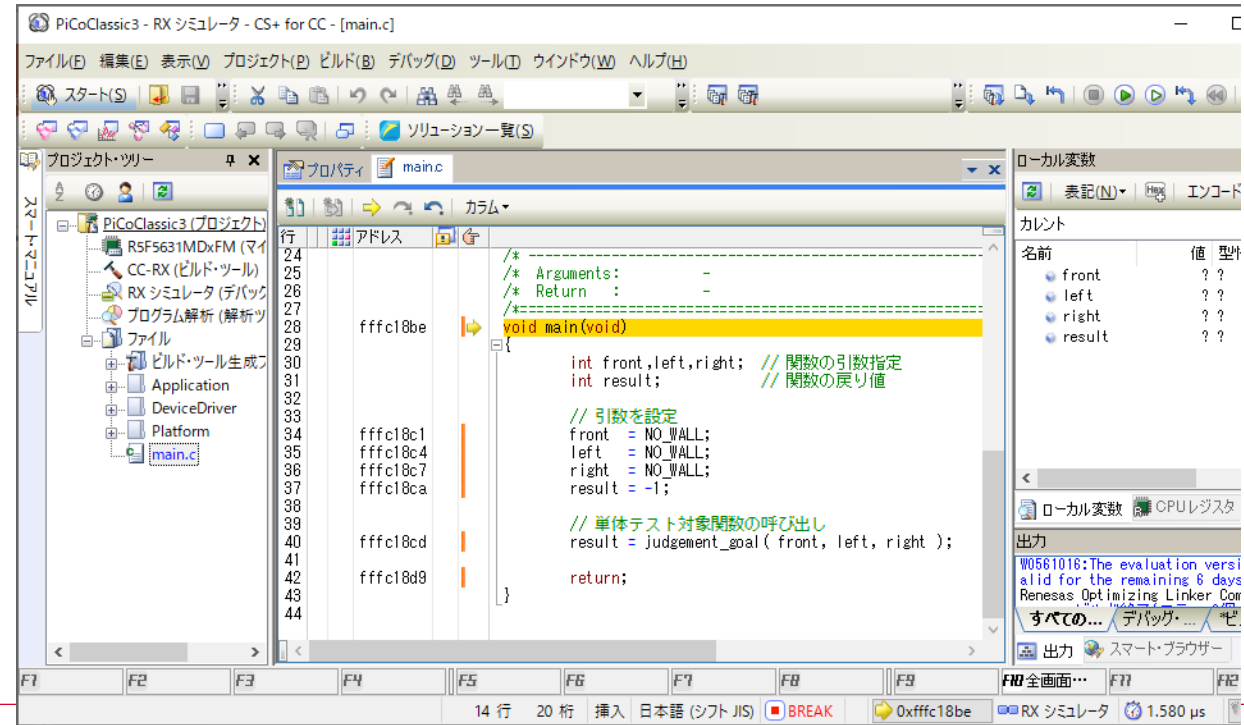 PiCoClassic3 - RX シミュレータ - CS+ for CC - [main.c]
ファイル(F) 編集(E) 表示(V) プロジェクト(P) ビルド(B) デバッグ(D) ツール(T) ウインドウ(W) ヘルプ(H)
スタート(S)
ソリューション一覧(S)
スマート・マニュアル
プロジェクト・ツリー
PiCoClassic3 (プロジェクト)
R5F5631MDxFM (マイ
CC-RX (ビルド・ツール)
RX シミュレータ (デバッグ
プログラム解析 (解析ツ
ファイル
ビルド・ツール生成フ
Application
DeviceDriver
Platform
main.c
プロパティ main.c
カラム
行 アドレス
24 /* -----------------------------------------------------
25 /* Arguments: -
26 /* Return : -
27 /*=====================================================
28 fffc18be void main(void)
29 {
30 int front,left,right; // 関数の引数指定
31 int result; // 関数の戻り値
32
33 // 引数を設定
34 fffc18c1 front = NO_WALL;
35 fffc18c4 left = NO_WALL;
36 fffc18c7 right = NO_WALL;
37 fffc18ca result = -1;
38
39 // 単体テスト対象関数の呼び出し
40 fffc18cd result = judgement_goal( front, left, right );
41
42 fffc18d9 return;
43 }
44
ローカル変数
表記(N) Hex エンコード
カレント
名前 値 型
front ? ?
left ? ?
right ? ?
result ? ?
ローカル変数 CPUレジスタ
出力
W0561016:The evaluation versi
alid for the remaining 6 days
Renesas Optimizing Linker Com
すべての... デバッグ・... *ビ
出力 スマート・ブラウザー
F1 F2 F3 F4 F5 F6 F7 F8 F9 F10 全画面… F11 F12
14 行 20 桁 挿入 日本語 (シフト JIS) BREAK 0xfffc18be RX シミュレータ 1.580 μs